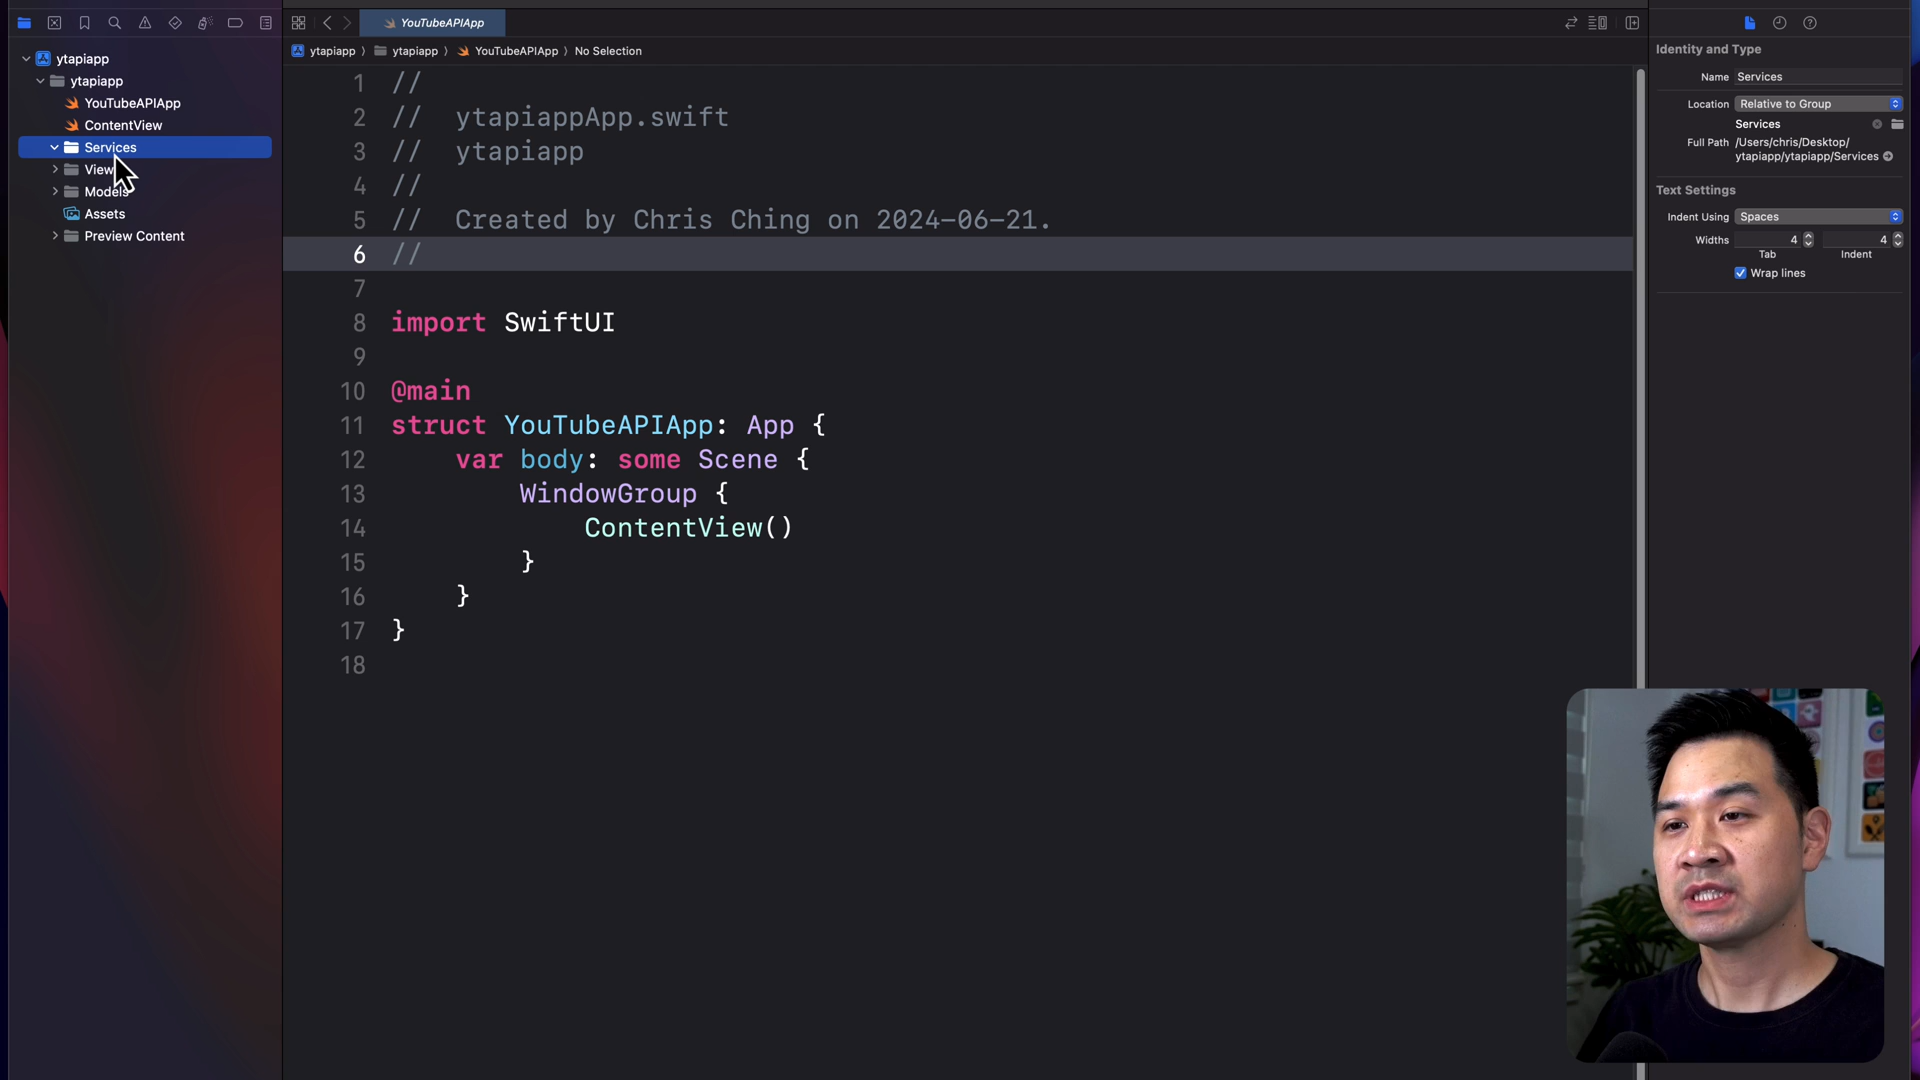 YouTubeAPIApp
ytapiapp
ytapiapp
YouTubeAPIApp
ContentView
Services
View
Models
Assets
Preview Content
ytapiapp 〉 ytapiapp 〉 YouTubeAPIApp 〉 No Selection
1 //
2 //  ytapiappApp.swift
3 //  ytapiapp
4 //
5 //  Created by Chris Ching on 2024-06-21.
6 //
7
8 import SwiftUI
9
10 @main
11 struct YouTubeAPIApp: App {
12     var body: some Scene {
13         WindowGroup {
14             ContentView()
15         }
16     }
17 }
18
Identity and Type
Name Services
Location Relative to Group
Services
Full Path /Users/chris/Desktop/
ytapiapp/ytapiapp/Services
Text Settings
Indent Using Spaces
Widths 4 4
Tab Indent
Wrap lines